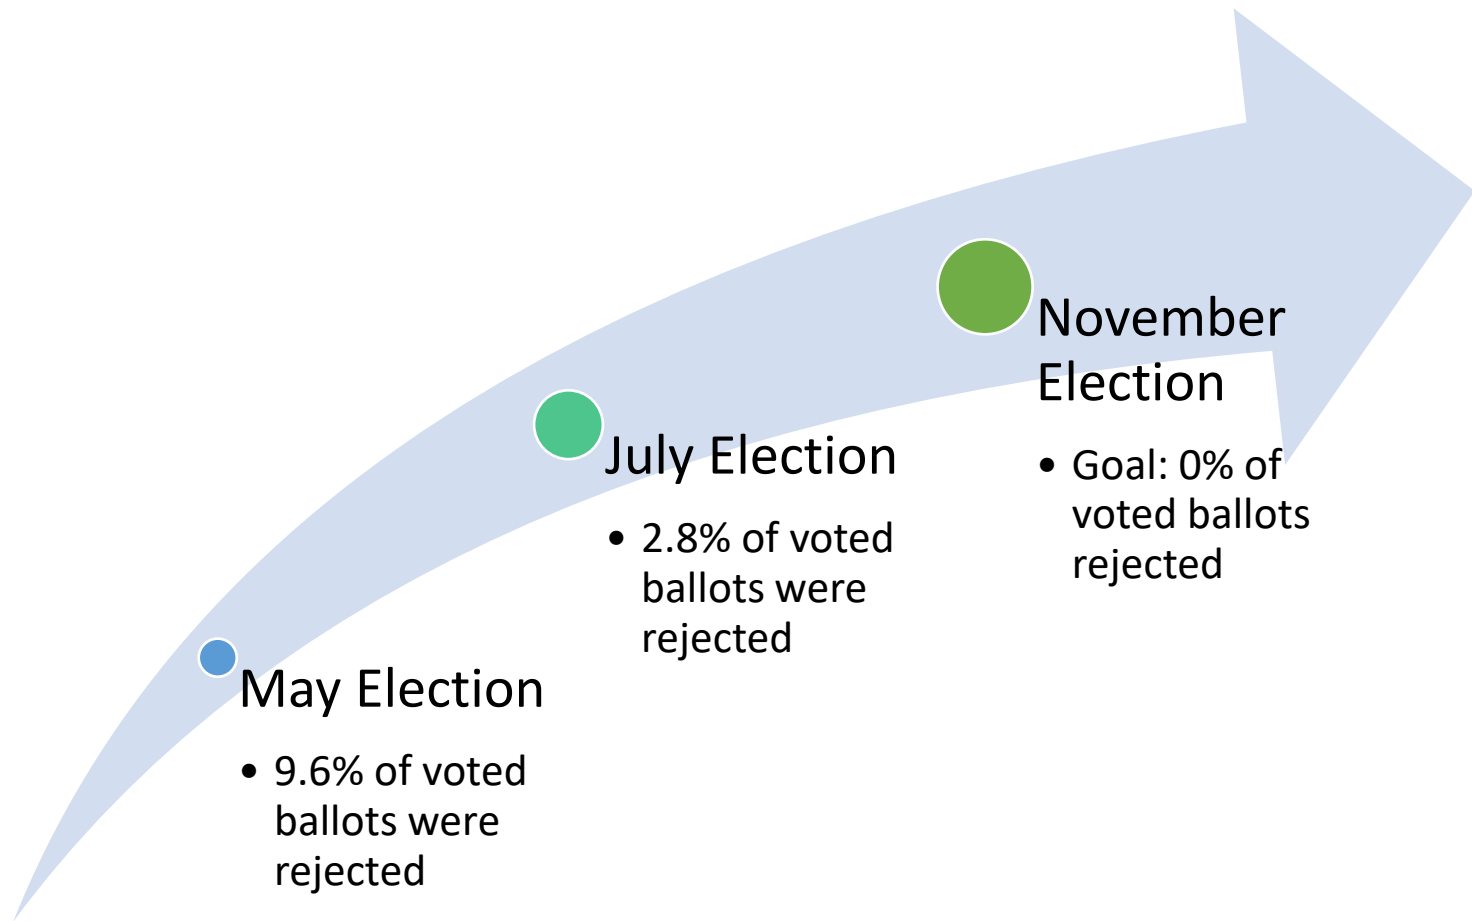 May Election
• 9.6% of voted
ballots were
rejected
July Election
• 2.8% of voted
ballots were
rejected
November
Election
• Goal: 0% of
voted ballots
rejected